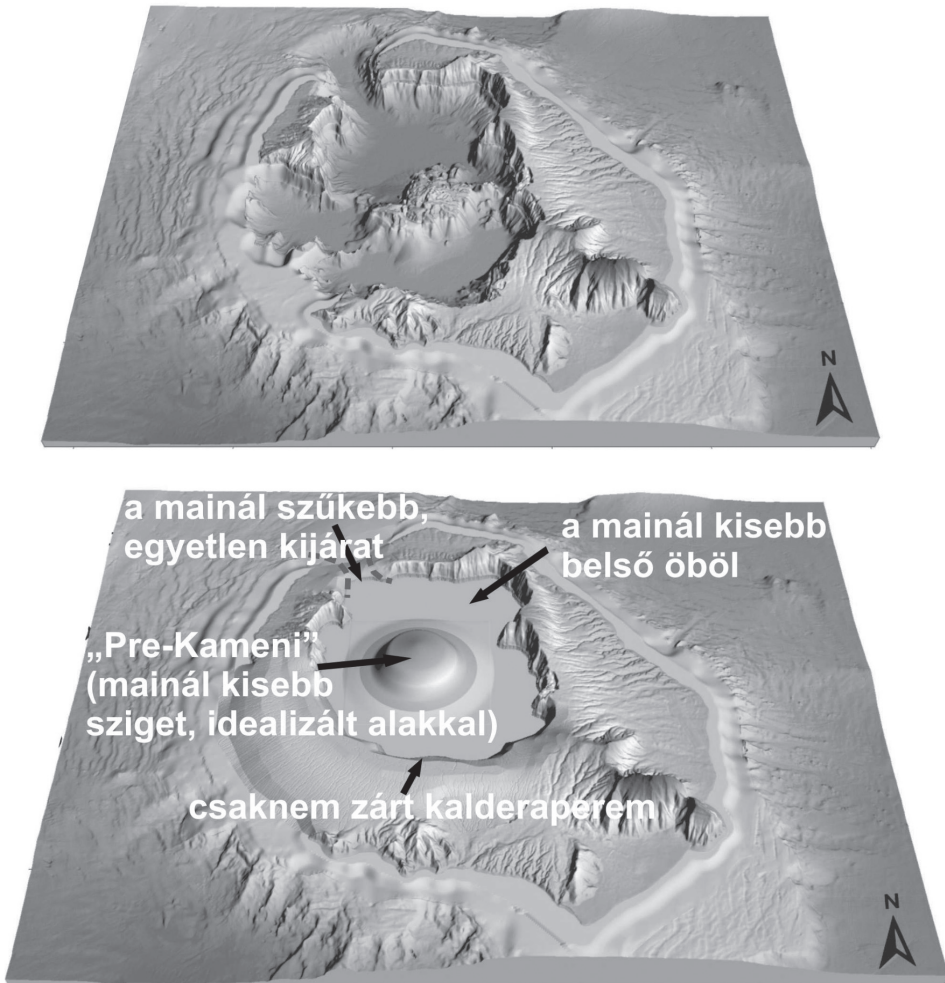 N
a mainál szűkebb,
egyetlen kijárat
a mainál kisebb
belső öböl
„Pre-Kameni”
(mainál kisebb
sziget, idealizált alakkal)
csaknem zárt kalderaperem
N